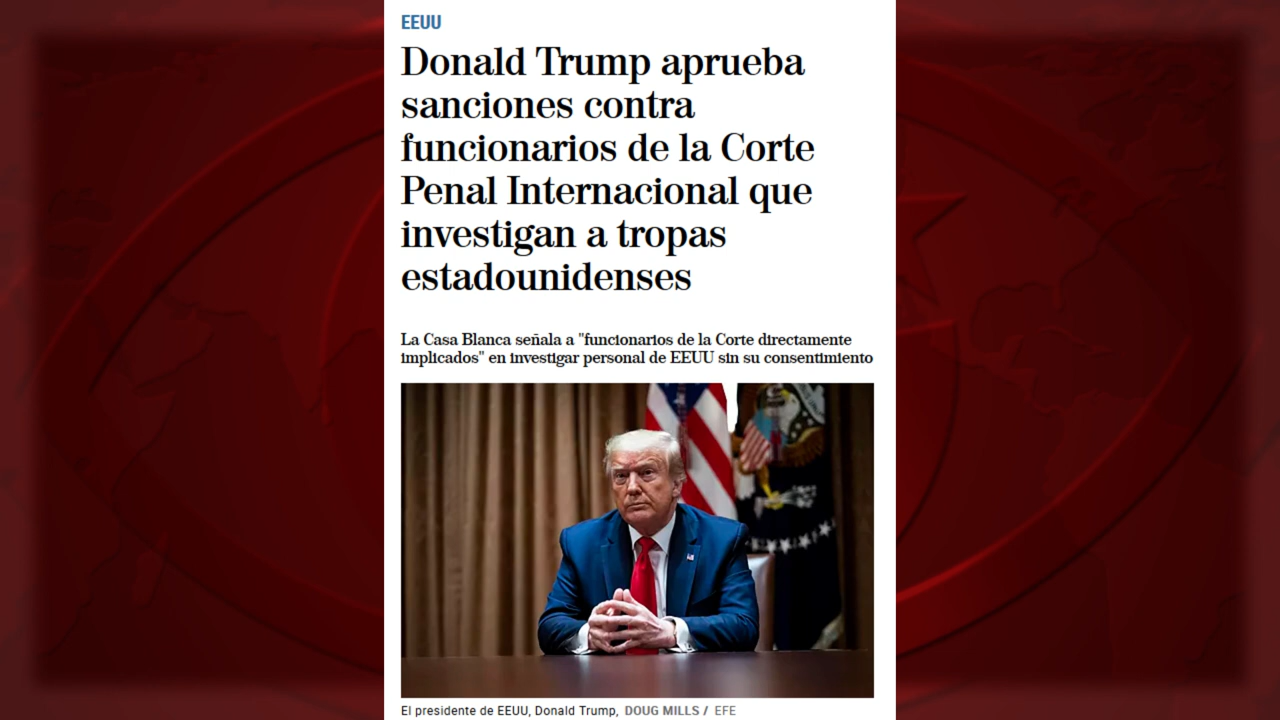 EEUU
Donald Trump aprueba
sanciones contra
funcionarios de la Corte
Penal Internacional que
investigan a tropas
estadounidenses
La Casa Blanca señala a "funcionarios de la Corte directamente
implicados" en investigar personal de EEUU sin su consentimiento
El presidente de EEUU, Donald Trump, DOUG MILLS / EFE